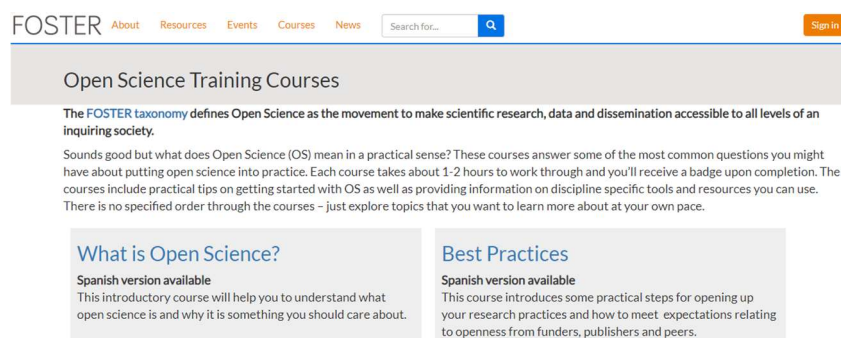 FOSTER About Resources Events Courses News Search for... Sign in
Open Science Training Courses
The FOSTER taxonomy defines Open Science as the movement to make scientific research, data and dissemination accessible to all levels of an
inquiring society.
Sounds good but what does Open Science (OS) mean in a practical sense? These courses answer some of the most common questions you might
have about putting open science into practice. Each course takes about 1-2 hours to work through and you'll receive a badge upon completion. The
courses include practical tips on getting started with OS as well as providing information on discipline specific tools and resources you can use.
There is no specified order through the courses – just explore topics that you want to learn more about at your own pace.
What is Open Science?
Spanish version available
This introductory course will help you to understand what
open science is and why it is something you should care about.
Best Practices
Spanish version available
This course introduces some practical steps for opening up
your research practices and how to meet expectations relating
to openness from funders, publishers and peers.